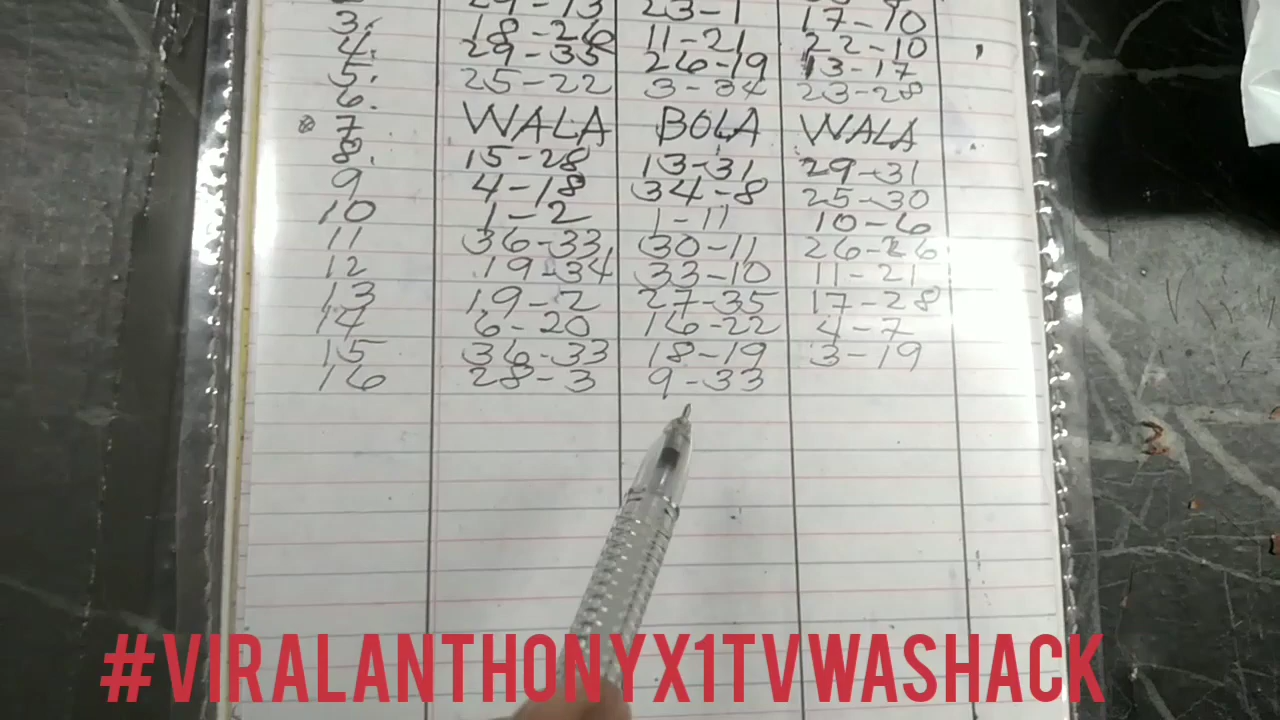 3. 18-26 23-1 17-10
4. 29-35 11-21 22-10
5. 25-22 26-19 13-17
6. 3-34 23-28
7 WALA BOLA WALA
8. 15-28 13-31 29-31
9 4-18 34-8 25-30
10 1-2 1-11 10-6
11 36-33 30-11 26-26
12 19-34 33-10 11-21
13 19-2 27-35 17-28
14 6-20 16-22 4-7
15 36-33 18-19 3-19
16 28-3 9-33
#VIRALANTHONYX1TVWASHACK